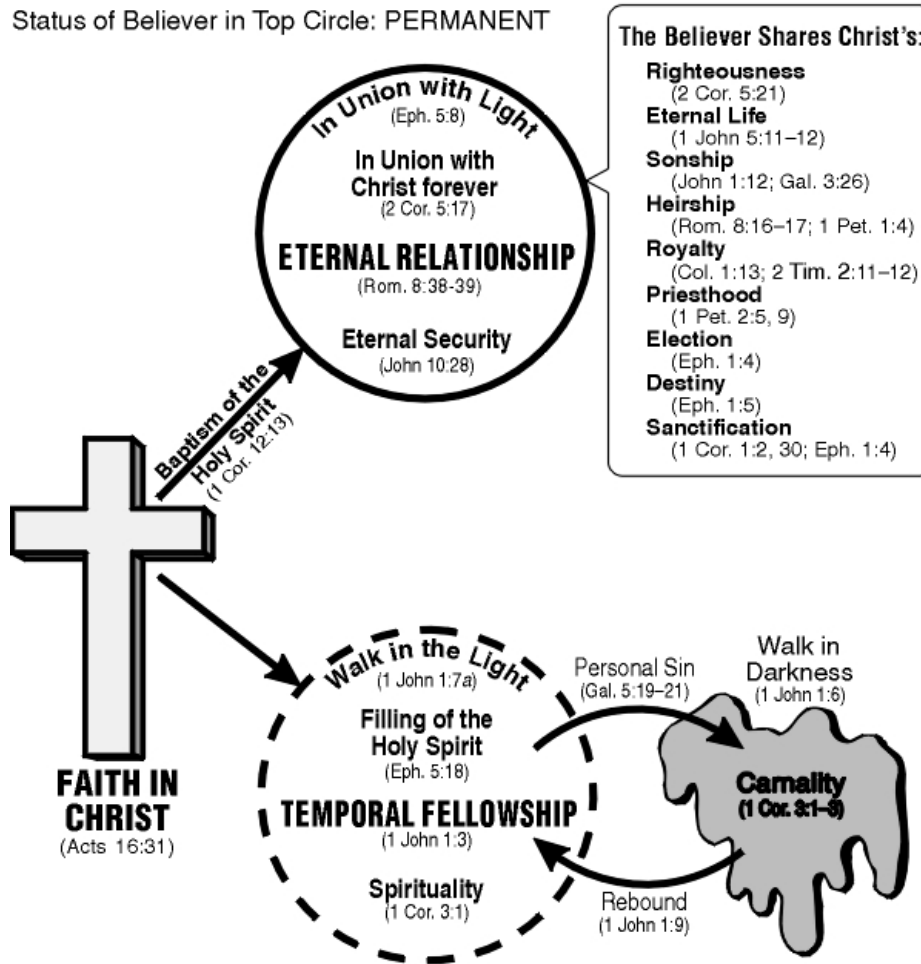 Status of Believer in Top Circle: PERMANENT
In Union with Light
(Eph. 5:8)
In Union with
Christ forever
(2 Cor. 5:17)
ETERNAL RELATIONSHIP
(Rom. 8:38-39)
Eternal Security
(John 10:28)
The Believer Shares Christ's:
Righteousness
(2 Cor. 5:21)
Eternal Life
(1 John 5:11–12)
Sonship
(John 1:12; Gal. 3:26)
Heirship
(Rom. 8:16–17; 1 Pet. 1:4)
Royalty
(Col. 1:13; 2 Tim. 2:11–12)
Priesthood
(1 Pet. 2:5, 9)
Election
(Eph. 1:4)
Destiny
(Eph. 1:5)
Sanctification
(1 Cor. 1:2, 30; Eph. 1:4)
Baptism of the
Holy Spirit
(1 Cor. 12:13)
FAITH IN
CHRIST
(Acts 16:31)
Walk in the Light
(1 John 1:7a)
Filling of the
Holy Spirit
(Eph. 5:18)
TEMPORAL FELLOWSHIP
(1 John 1:3)
Spirituality
(1 Cor. 3:1)
Personal Sin
(Gal. 5:19–21)
Walk in
Darkness
(1 John 1:6)
Carnality
(1 Cor. 3:1–3)
Rebound
(1 John 1:9)